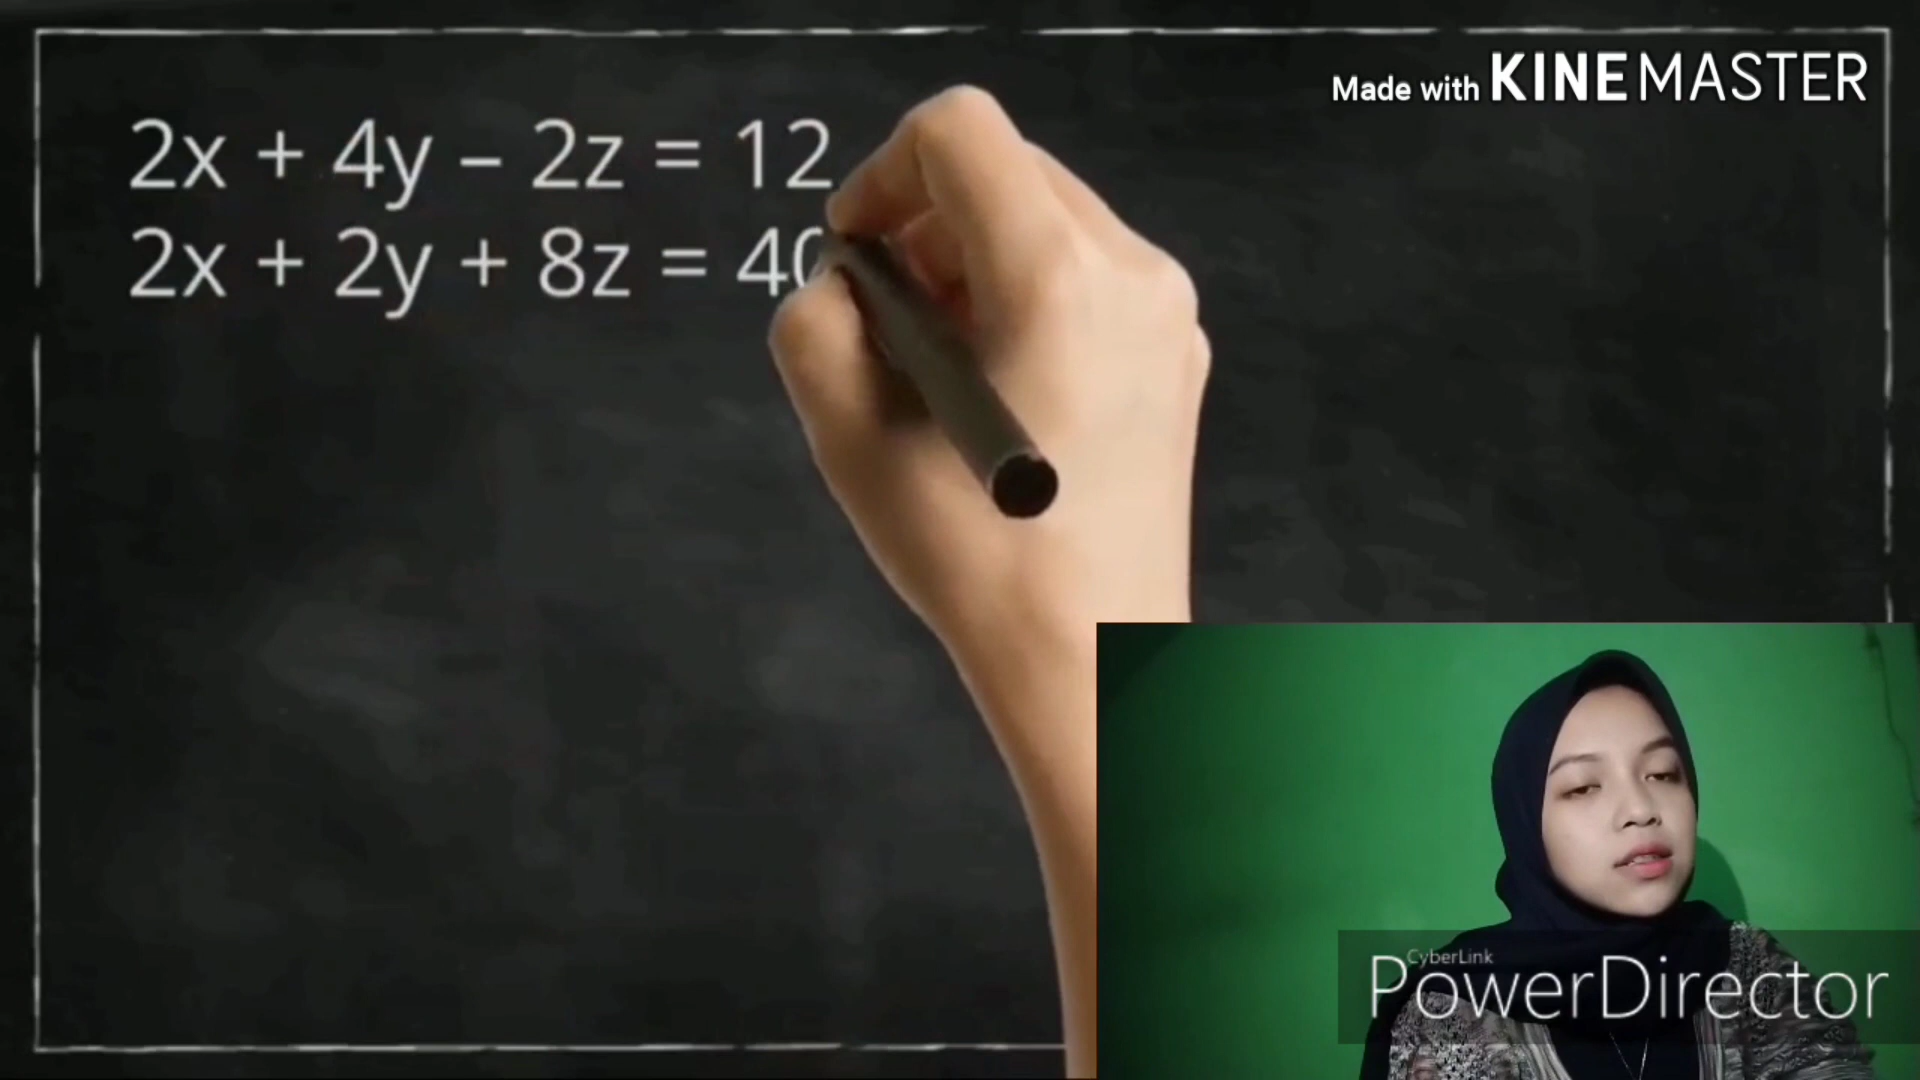 Made with KINEMASTER
2x + 4y – 2z = 12
2x + 2y + 8z = 40
CyberLink
PowerDirector